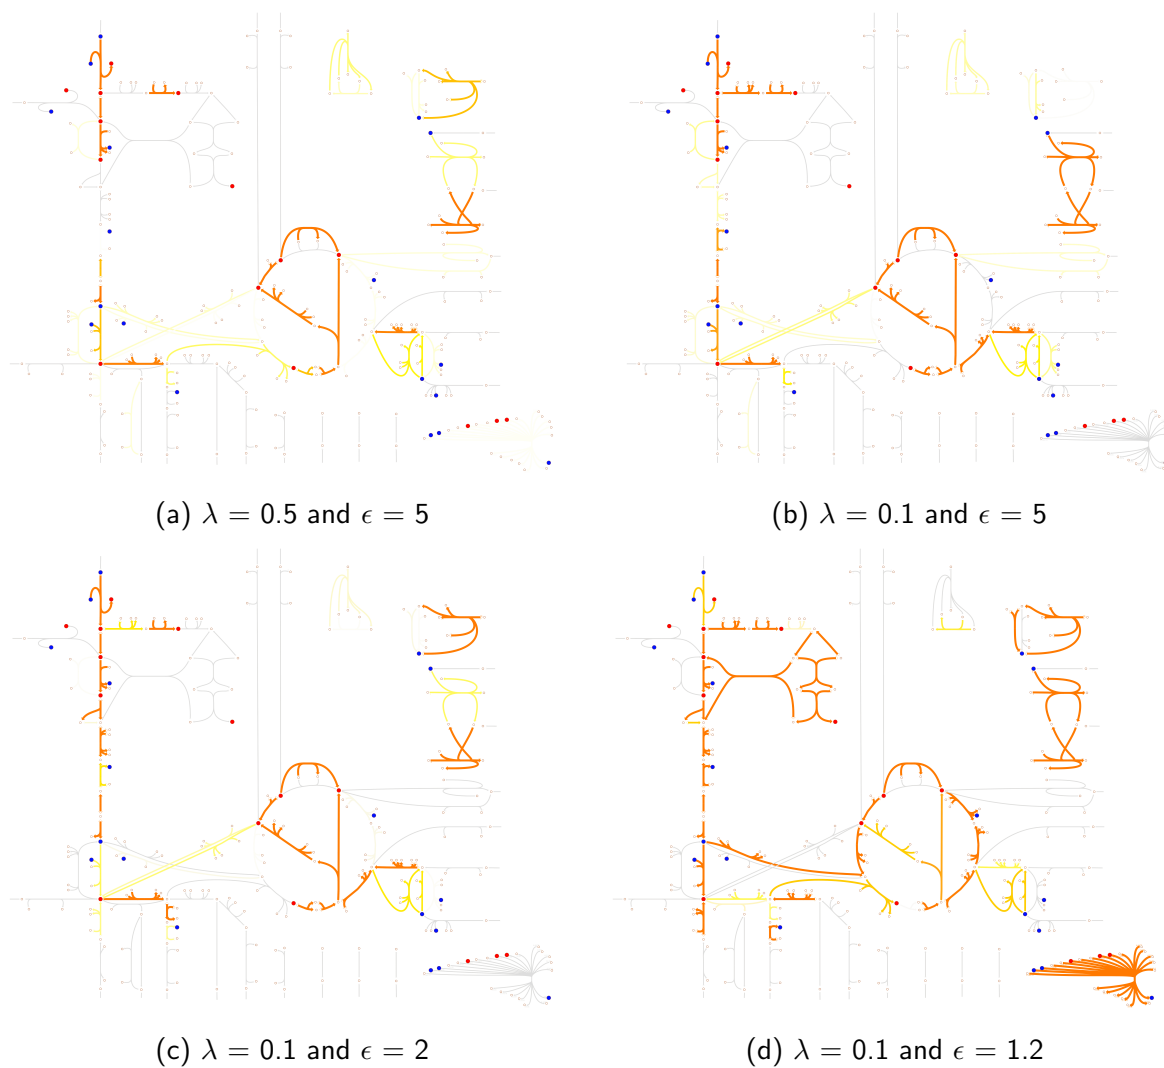 (a) λ = 0.5 and ϵ = 5
(b) λ = 0.1 and ϵ = 5
(c) λ = 0.1 and ϵ = 2
(d) λ = 0.1 and ϵ = 1.2